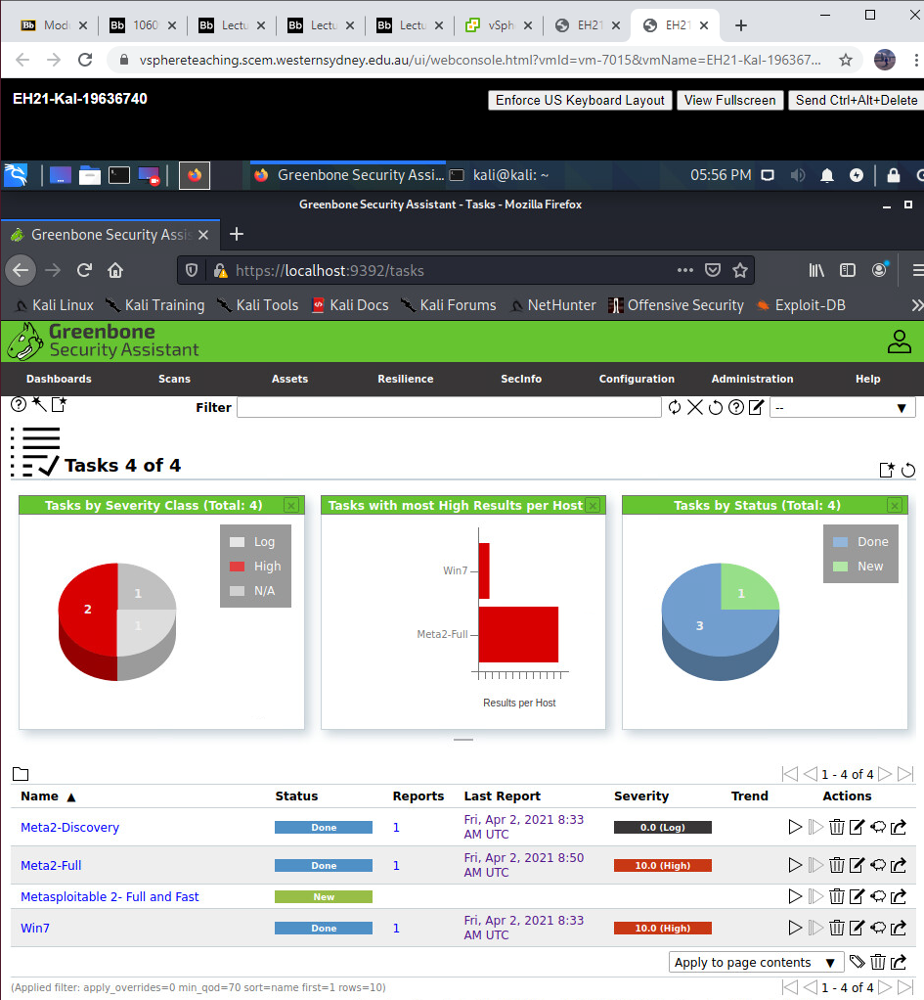 Mod
1060
Lectu
Lectu
Lectu
vSph
EH21
EH21
vsphereteaching.scem.westernsydney.edu.au/ui/webconsole.html?vmId=vm-7015&vmName=EH21-Kal-196367...
EH21-Kal-19636740
Enforce US Keyboard Layout
View Fullscreen
Send Ctrl+Alt+Delete
Greenbone Security Assi...
kali@kali: ~
05:56 PM
Greenbone Security Assistant - Tasks - Mozilla Firefox
Greenbone Security Assis
https://localhost:9392/tasks
Kali Linux
Kali Training
Kali Tools
Kali Docs
Kali Forums
NetHunter
Offensive Security
Exploit-DB
Greenbone
Security Assistant
Dashboards
Scans
Assets
Resilience
SecInfo
Configuration
Administration
Help
Filter
--
Tasks 4 of 4
Tasks by Severity Class (Total: 4)
Log
High
N/A
2
1
1
Tasks with most High Results per Host
Win7
Meta2-Full
Results per Host
Tasks by Status (Total: 4)
Done
New
1
3
1 - 4 of 4
Name ▲ Status Reports Last Report Severity Trend Actions
Meta2-Discovery Done 1 Fri, Apr 2, 2021 8:33 0.0 (Log)
AM UTC
Meta2-Full Done 1 Fri, Apr 2, 2021 8:50 10.0 (High)
AM UTC
Metasploitable 2- Full and Fast New
Win7 Done 1 Fri, Apr 2, 2021 8:33 10.0 (High)
AM UTC
Apply to page contents
(Applied filter: apply_overrides=0 min_qod=70 sort=name first=1 rows=10)
1 - 4 of 4